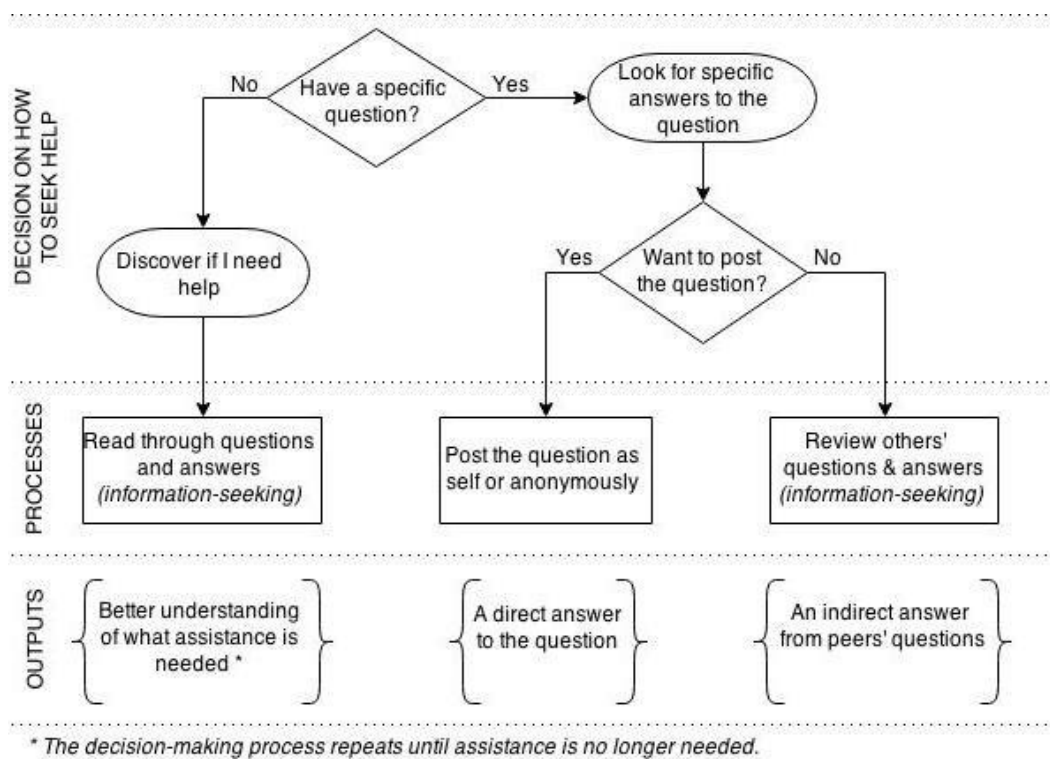 DECISION ON HOW
TO SEEK HELP
No
Have a specific
question?
Yes
Look for specific
answers to the
question
Discover if I need
help
Yes
Want to post
the question?
No
PROCESSES
Read through questions
and answers
(information-seeking)
Post the question as
self or anonymously
Review others'
questions & answers
(information-seeking)
OUTPUTS
Better understanding
of what assistance is
needed *
A direct answer
to the question
An indirect answer
from peers' questions
* The decision-making process repeats until assistance is no longer needed.